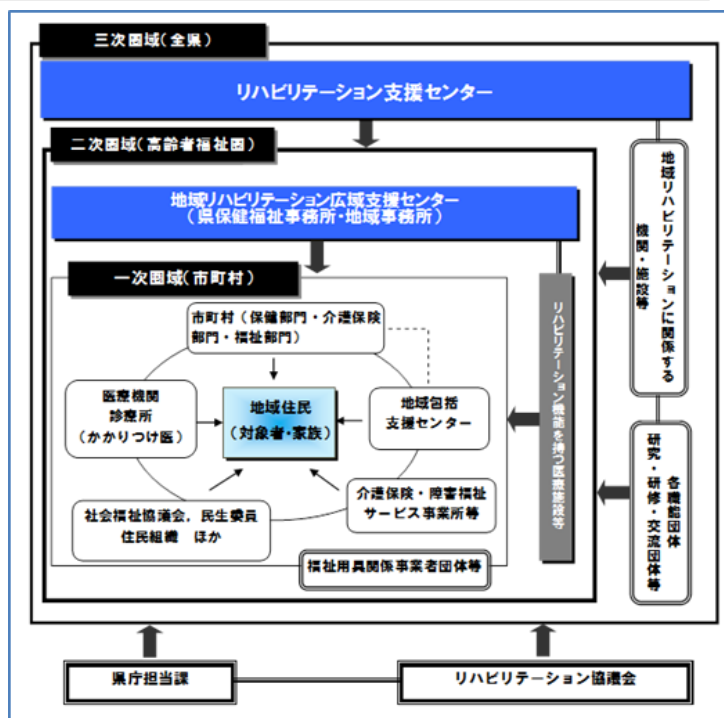 三次圏域(全県)
リハビリテーション支援センター
二次圏域(高齢者福祉圏)
地域リハビリテーション広域支援センター
(県保健福祉事務所・地域事務所)
一次圏域(市町村)
市町村(保健部門・介護保険
部門・福祉部門)
医療機関
診療所
(かかりつけ医)
地域住民
(対象者・家族)
地域包括
支援センター
社会福祉協議会,民生委員
住民組織 ほか
介護保険・障害福祉
サービス事業所等
福祉用具関係事業者団体等
リハビリテーション機能を持つ医療施設等
地域リハビリテーションに関係する
機関・施設等
各職能団体
研究・研修・交流団体等
県庁担当課
リハビリテーション協議会